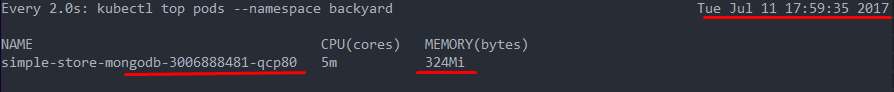 Every 2.0s: kubectl top pods --namespace backyard Tue Jul 11 17:59:35 2017
NAME CPU(cores) MEMORY(bytes)
simple-store-mongodb-3006888481-qcp80 5m 324Mi